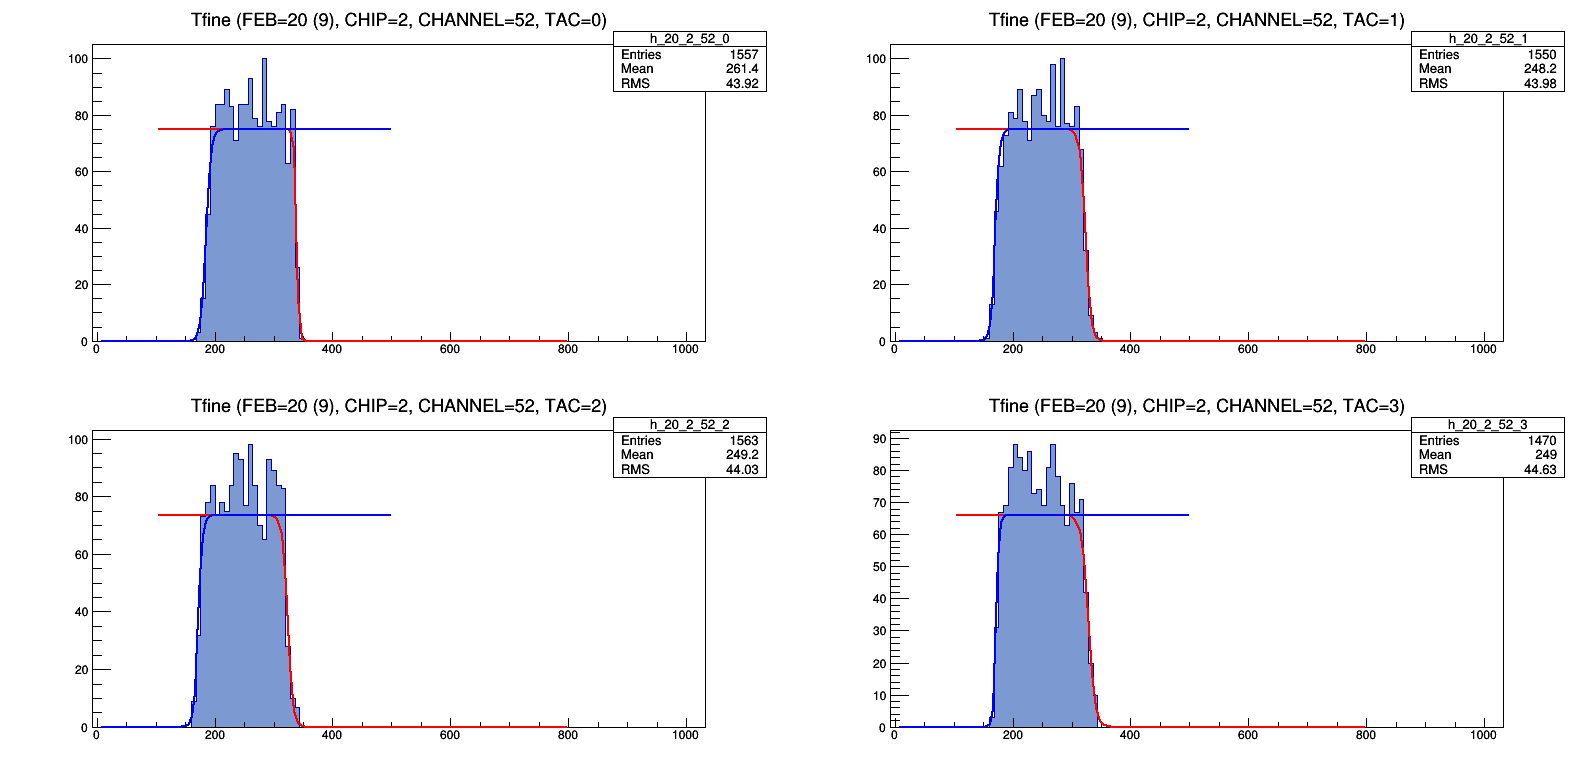 Tfine (FEB=20 (9), CHIP=2, CHANNEL=52, TAC=0)
h_20_2_52_0
Entries 1557
Mean 261.4
RMS 43.92
100
80
60
40
20
0
0 200 400 600 800 1000
Tfine (FEB=20 (9), CHIP=2, CHANNEL=52, TAC=1)
h_20_2_52_1
Entries 1550
Mean 248.2
RMS 43.98
100
80
60
40
20
0
0 200 400 600 800 1000
Tfine (FEB=20 (9), CHIP=2, CHANNEL=52, TAC=2)
h_20_2_52_2
Entries 1563
Mean 249.2
RMS 44.03
100
80
60
40
20
0
0 200 400 600 800 1000
Tfine (FEB=20 (9), CHIP=2, CHANNEL=52, TAC=3)
h_20_2_52_3
Entries 1470
Mean 249
RMS 44.63
90
80
70
60
50
40
30
20
10
0
0 200 400 600 800 1000